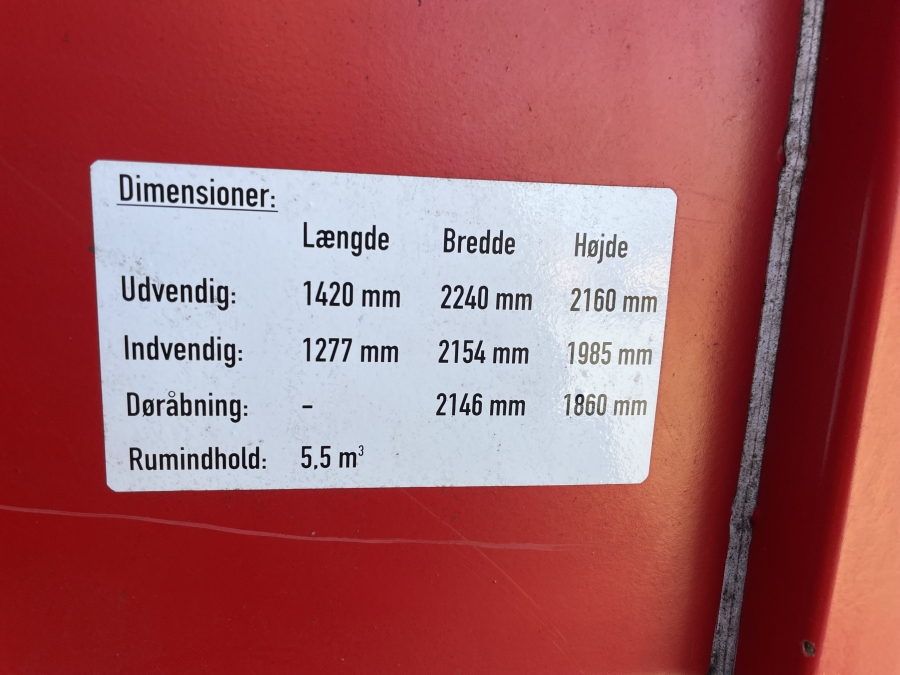 Dimensioner:
Længde Bredde Højde
Udvendig: 1420 mm 2240 mm 2160 mm
Indvendig: 1277 mm 2154 mm 1985 mm
Døråbning: - 2146 mm 1860 mm
Rumindhold: 5,5 m³